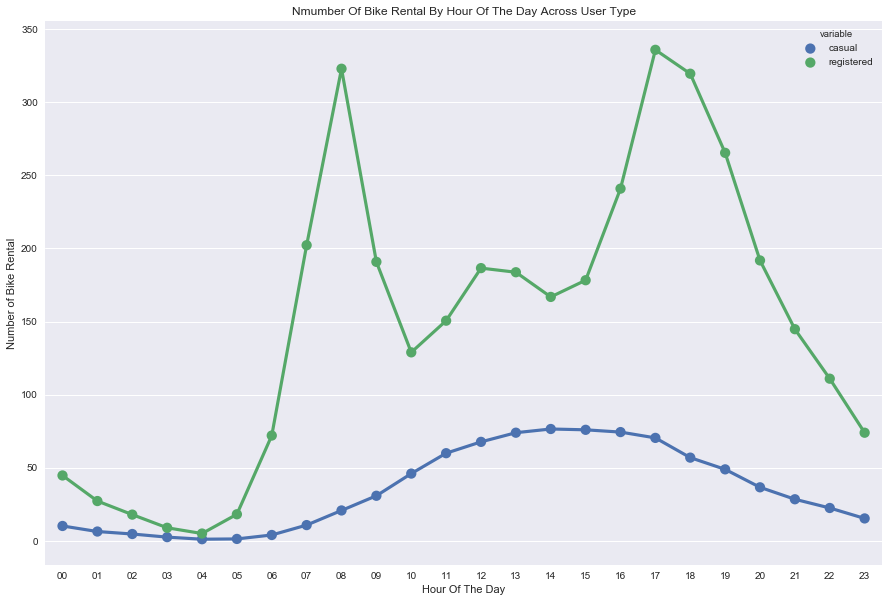 Nmumber Of Bike Rental By Hour Of The Day Across User Type
350
300
250
200
150
100
50
0
Number of Bike Rental
variable
casual
registered
00 01 02 03 04 05 06 07 08 09 10 11 12 13 14 15 16 17 18 19 20 21 22 23
Hour Of The Day